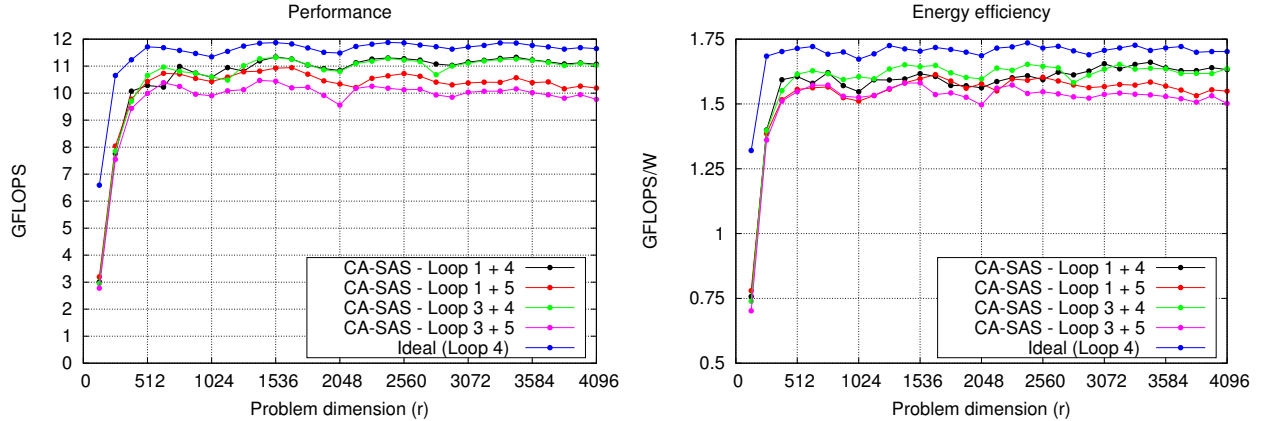 Performance
12
11
10
9
8
7
6
5
4
3
2
1
0
GFLOPS
CA-SAS - Loop 1 + 4
CA-SAS - Loop 1 + 5
CA-SAS - Loop 3 + 4
CA-SAS - Loop 3 + 5
Ideal (Loop 4)
0 512 1024 1536 2048 2560 3072 3584 4096
Problem dimension (r)
Energy efficiency
1.75
1.5
1.25
1
0.75
0.5
GFLOPS/W
CA-SAS - Loop 1 + 4
CA-SAS - Loop 1 + 5
CA-SAS - Loop 3 + 4
CA-SAS - Loop 3 + 5
Ideal (Loop 4)
0 512 1024 1536 2048 2560 3072 3584 4096
Problem dimension (r)